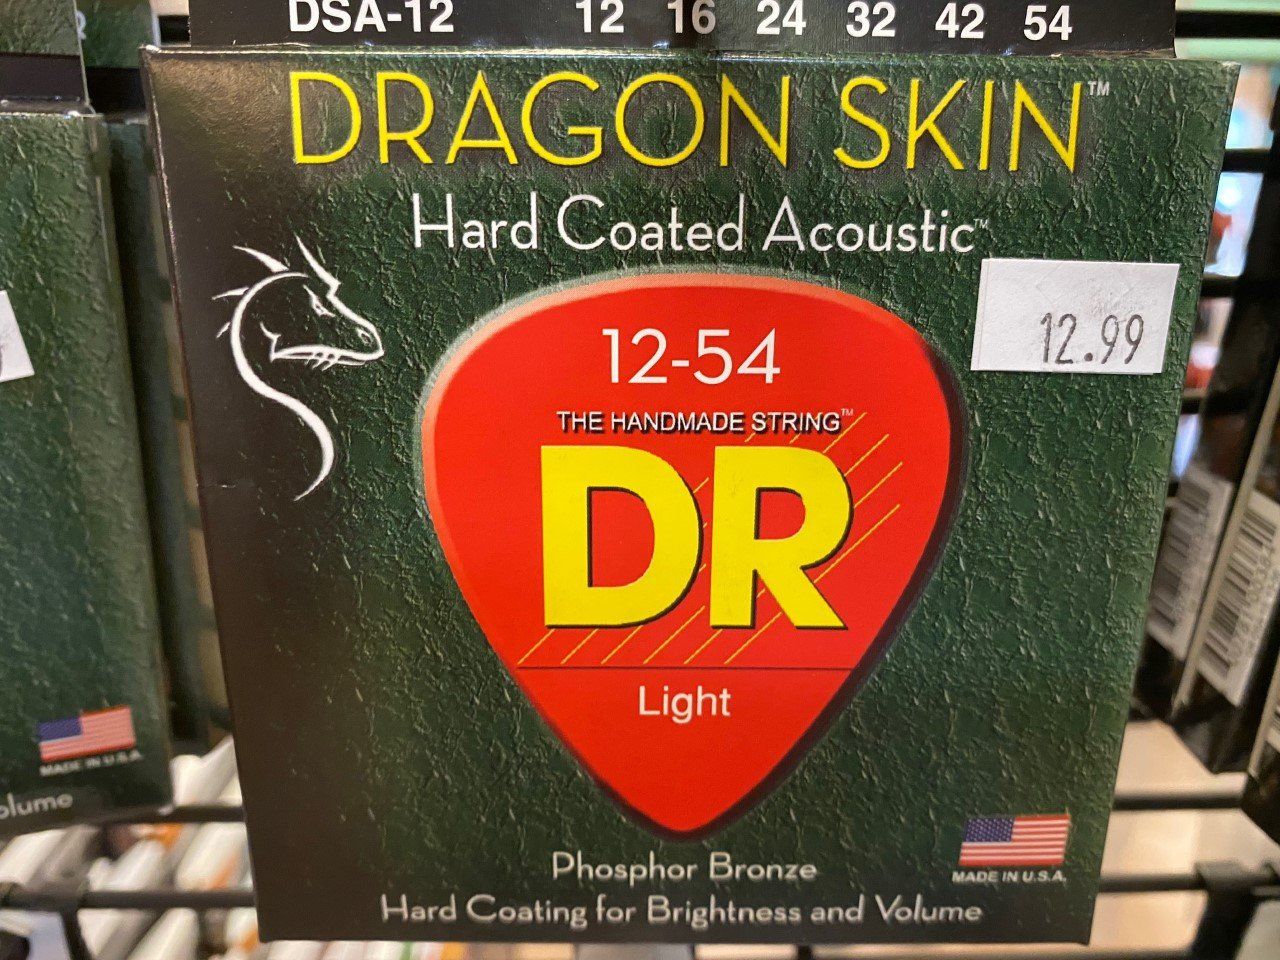 DSA-12 12 16 24 32 42 54
DRAGON SKIN™
Hard Coated Acoustic™
12.99
12-54
THE HANDMADE STRING™
DR
Light
Phosphor Bronze
Hard Coating for Brightness and Volume
MADE IN U.S.A.
MADE IN U.S.A.
olume